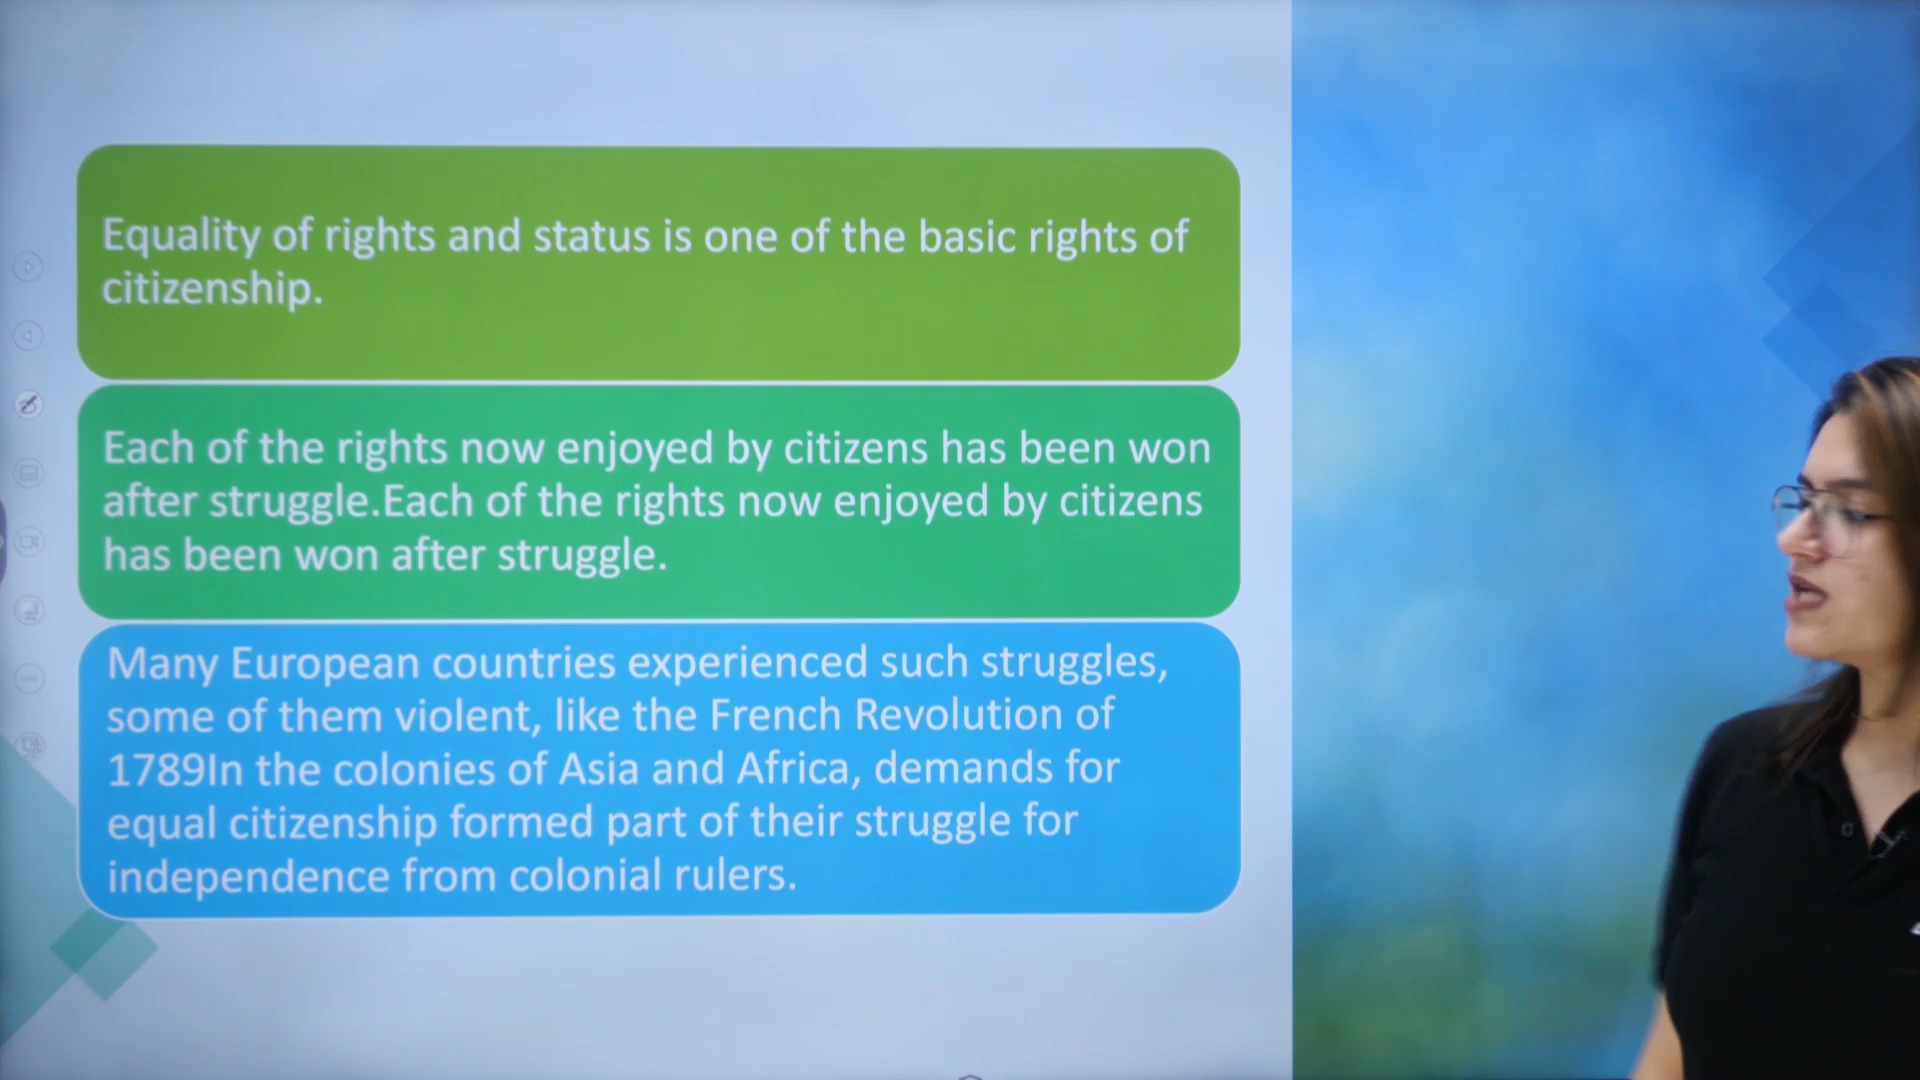 Equality of rights and status is one of the basic rights of
citizenship.
Each of the rights now enjoyed by citizens has been won
after struggle.Each of the rights now enjoyed by citizens
has been won after struggle.
Many European countries experienced such struggles,
some of them violent, like the French Revolution of
1789In the colonies of Asia and Africa, demands for
equal citizenship formed part of their struggle for
independence from colonial rulers.